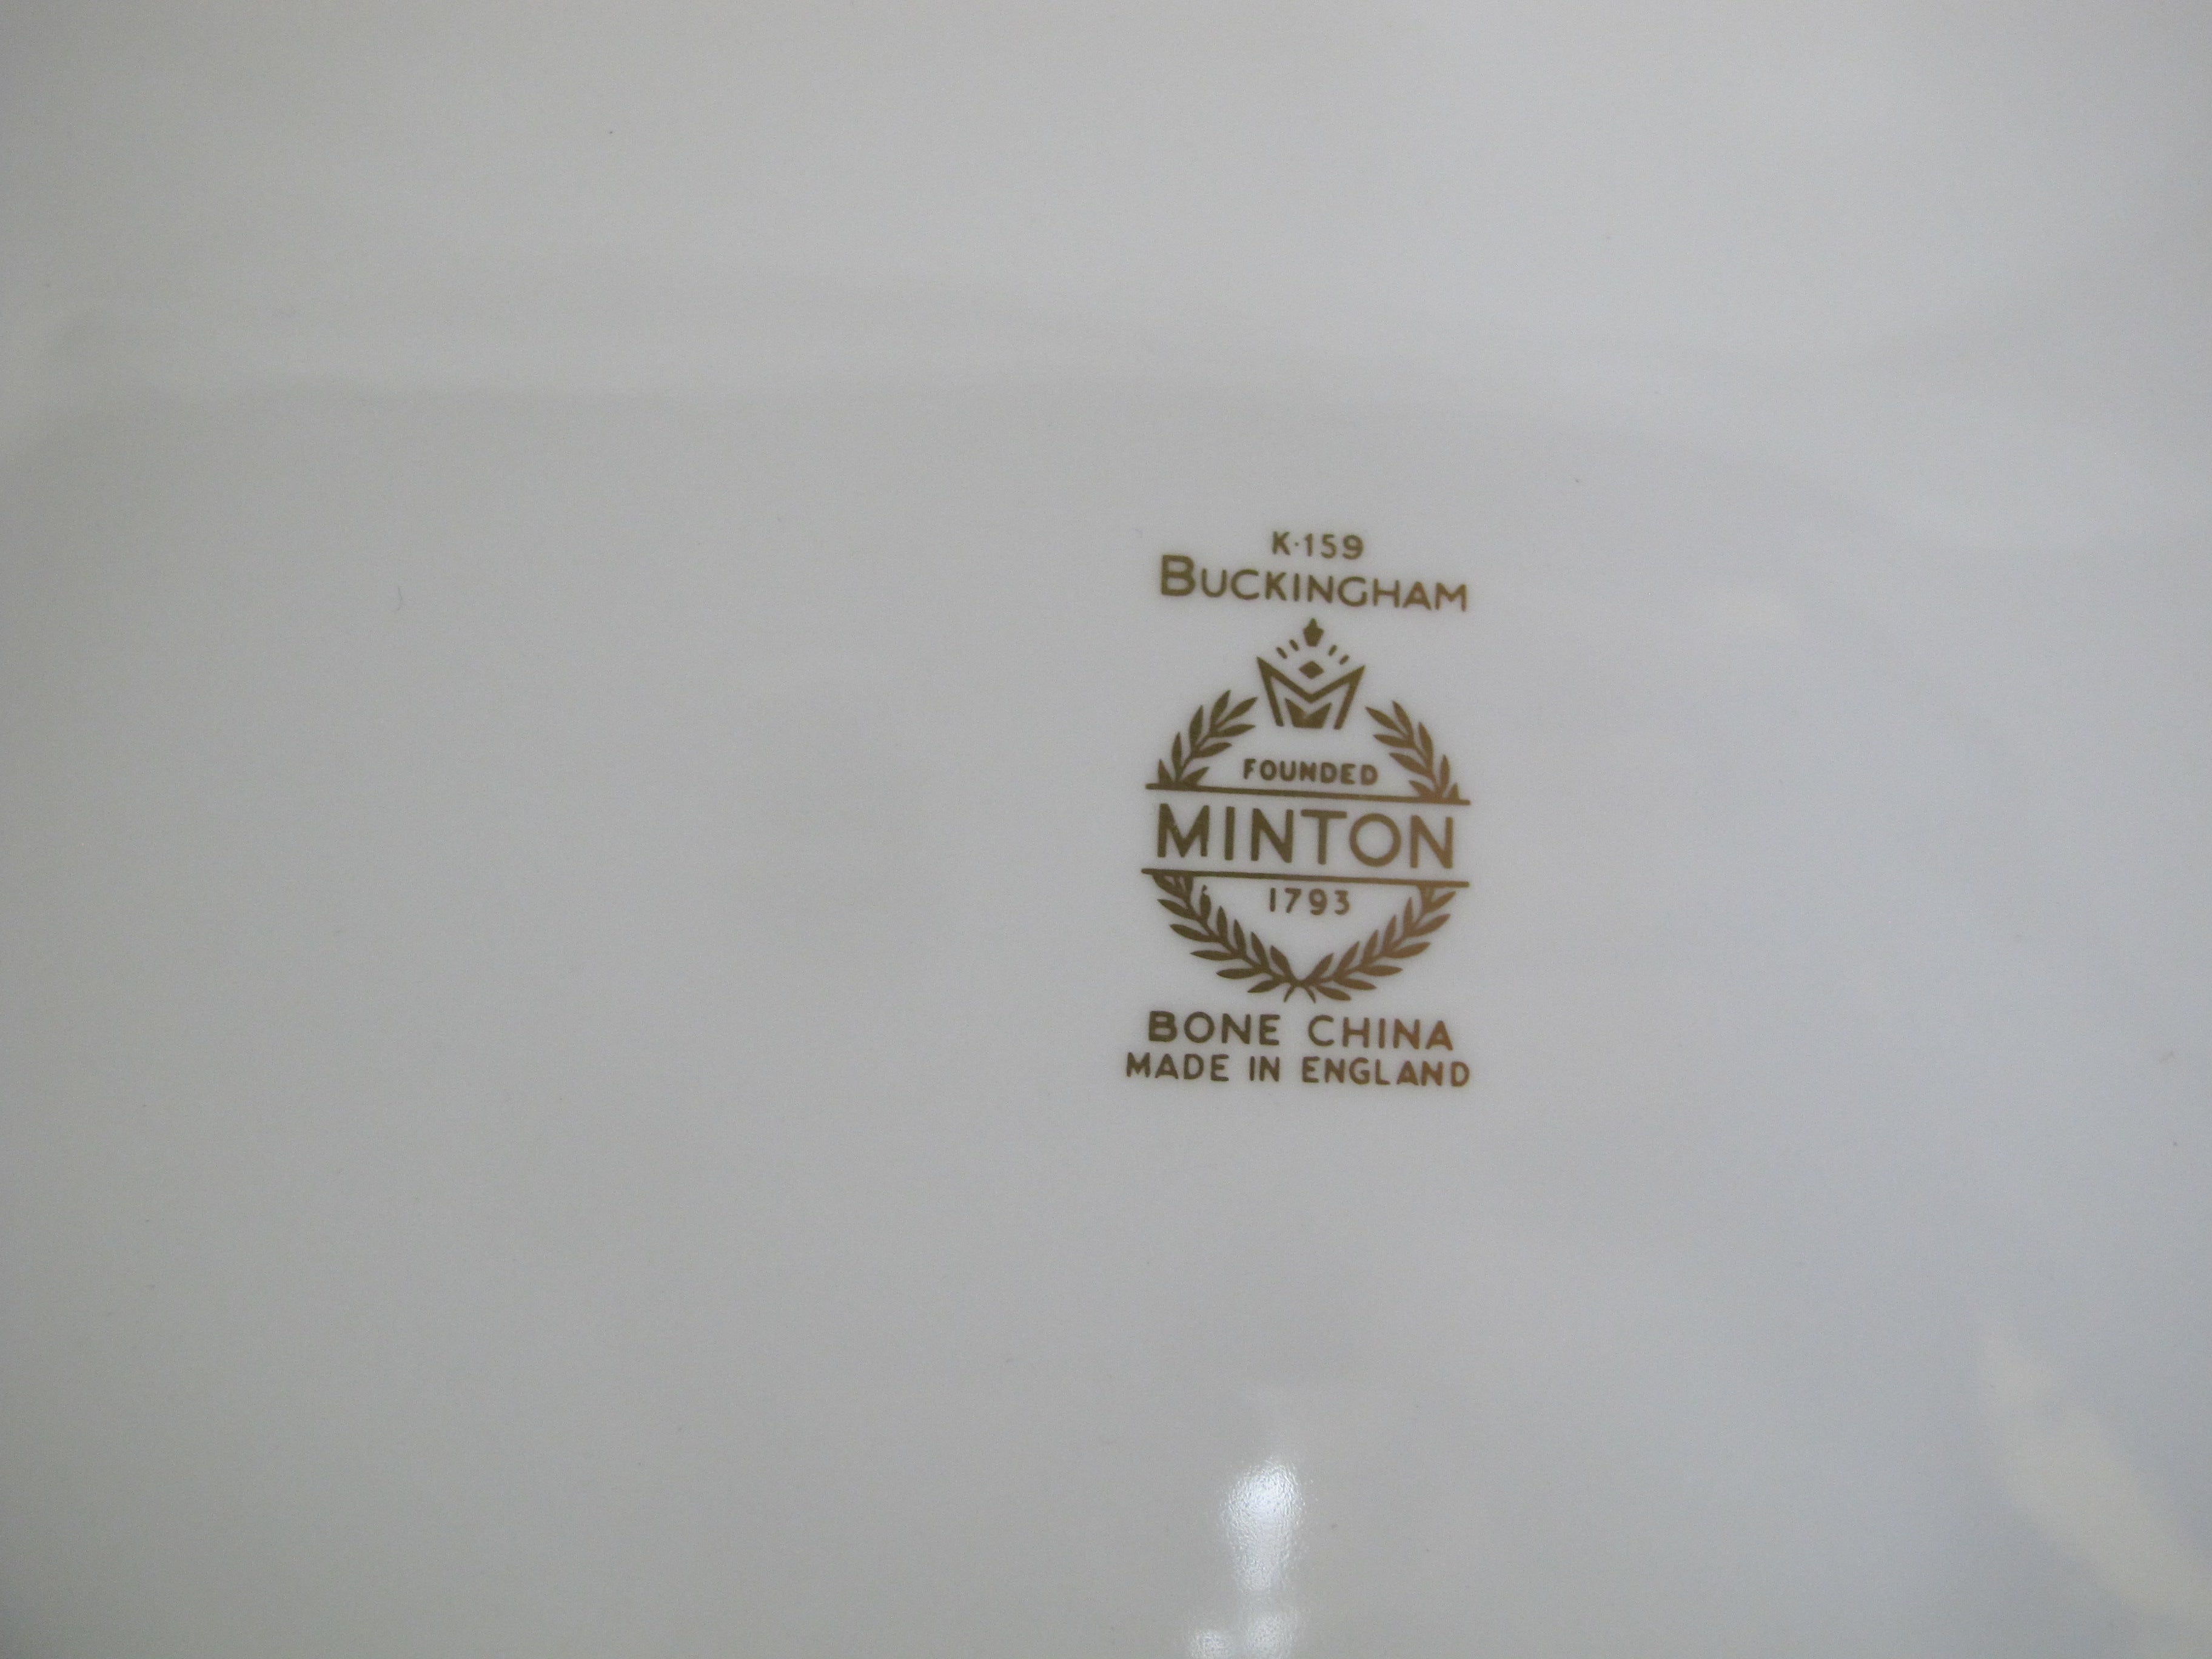 K·159
BUCKINGHAM
FOUNDED
MINTON
1793
BONE CHINA
MADE IN ENGLAND